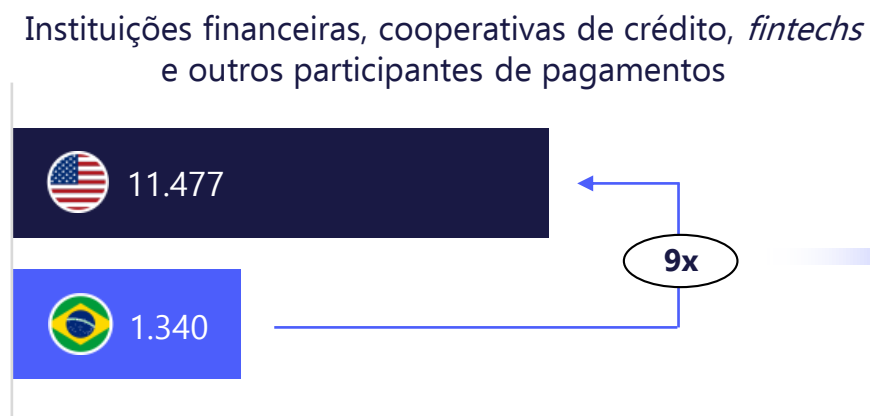 Instituições financeiras, cooperativas de crédito, fintechs
e outros participantes de pagamentos
11.477
9x
1.340